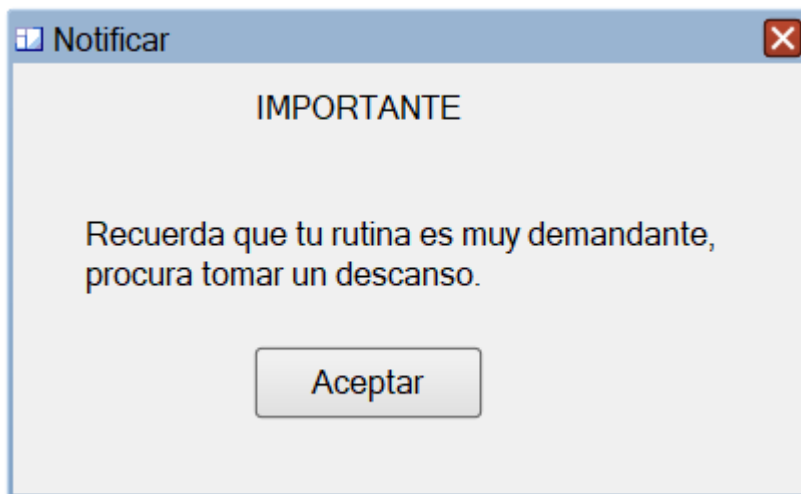 Notificar
IMPORTANTE
Recuerda que tu rutina es muy demandante,
procura tomar un descanso.
Aceptar